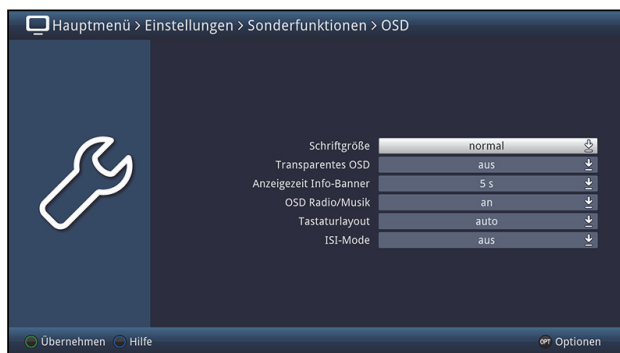 Hauptmenü > Einstellungen > Sonderfunktionen > OSD
Schriftgröße normal
Transparentes OSD aus
Anzeigezeit Info-Banner 5 s
OSD Radio/Musik an
Tastaturlayout auto
ISI-Mode aus
Übernehmen Hilfe OPT Optionen